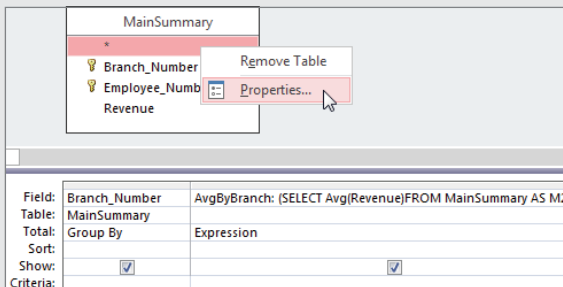 MainSummary
*
Branch_Number
Employee_Numb
Revenue
Remove Table
Properties...
Field: Branch_Number AvgByBranch: (SELECT Avg(Revenue)FROM MainSummary AS M2
Table: MainSummary
Total: Group By Expression
Sort:
Show:
Criteria: